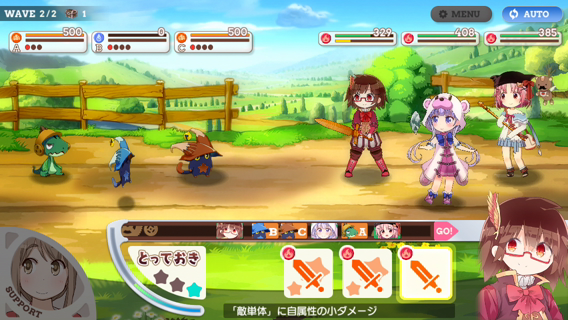 WAVE 2/2 1
MENU
AUTO
500
A
0
B
500
C
329
408
385
B C A GO!
とっておき
SUPPORT
「敵単体」に自属性の小ダメージ